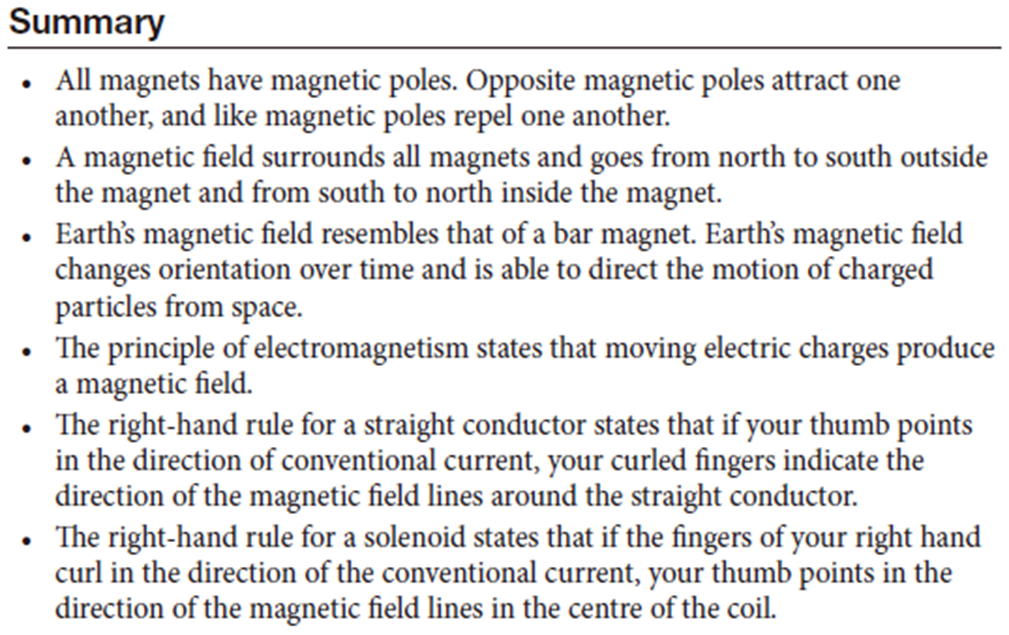 Summary
• All magnets have magnetic poles. Opposite magnetic poles attract one
another, and like magnetic poles repel one another.
• A magnetic field surrounds all magnets and goes from north to south outside
the magnet and from south to north inside the magnet.
• Earth's magnetic field resembles that of a bar magnet. Earth's magnetic field
changes orientation over time and is able to direct the motion of charged
particles from space.
• The principle of electromagnetism states that moving electric charges produce
a magnetic field.
• The right-hand rule for a straight conductor states that if your thumb points
in the direction of conventional current, your curled fingers indicate the
direction of the magnetic field lines around the straight conductor.
• The right-hand rule for a solenoid states that if the fingers of your right hand
curl in the direction of the conventional current, your thumb points in the
direction of the magnetic field lines in the centre of the coil.